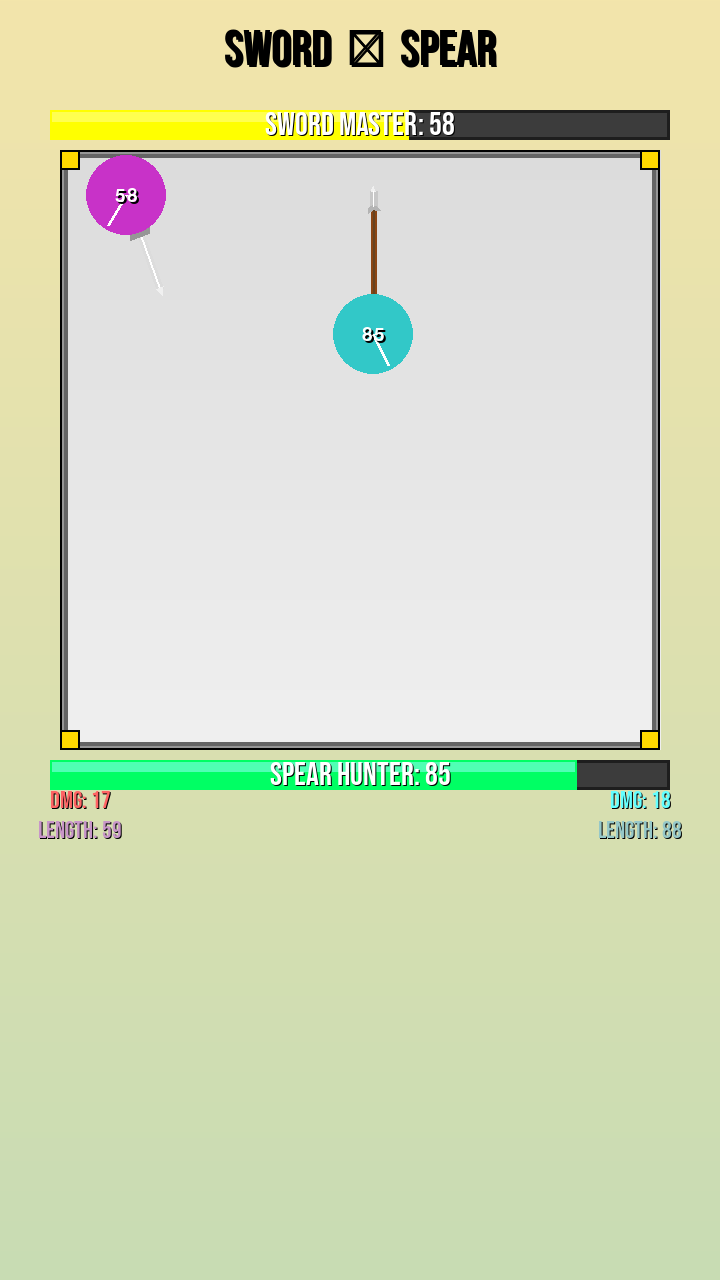 SWORD ⚔ SPEAR
SWORD MASTER: 58
58
85
SPEAR HUNTER: 85
DMG: 17
DMG: 18
LENGTH: 59
LENGTH: 88